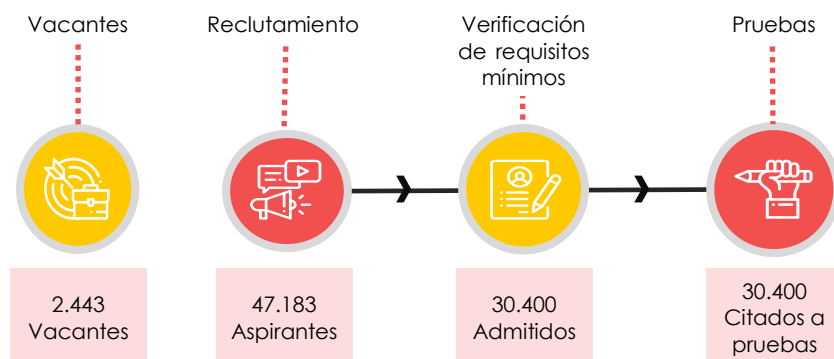 Vacantes
Reclutamiento
Verificación
de requisitos
mínimos
Pruebas
2.443
Vacantes
47.183
Aspirantes
30.400
Admitidos
30.400
Citados a
pruebas